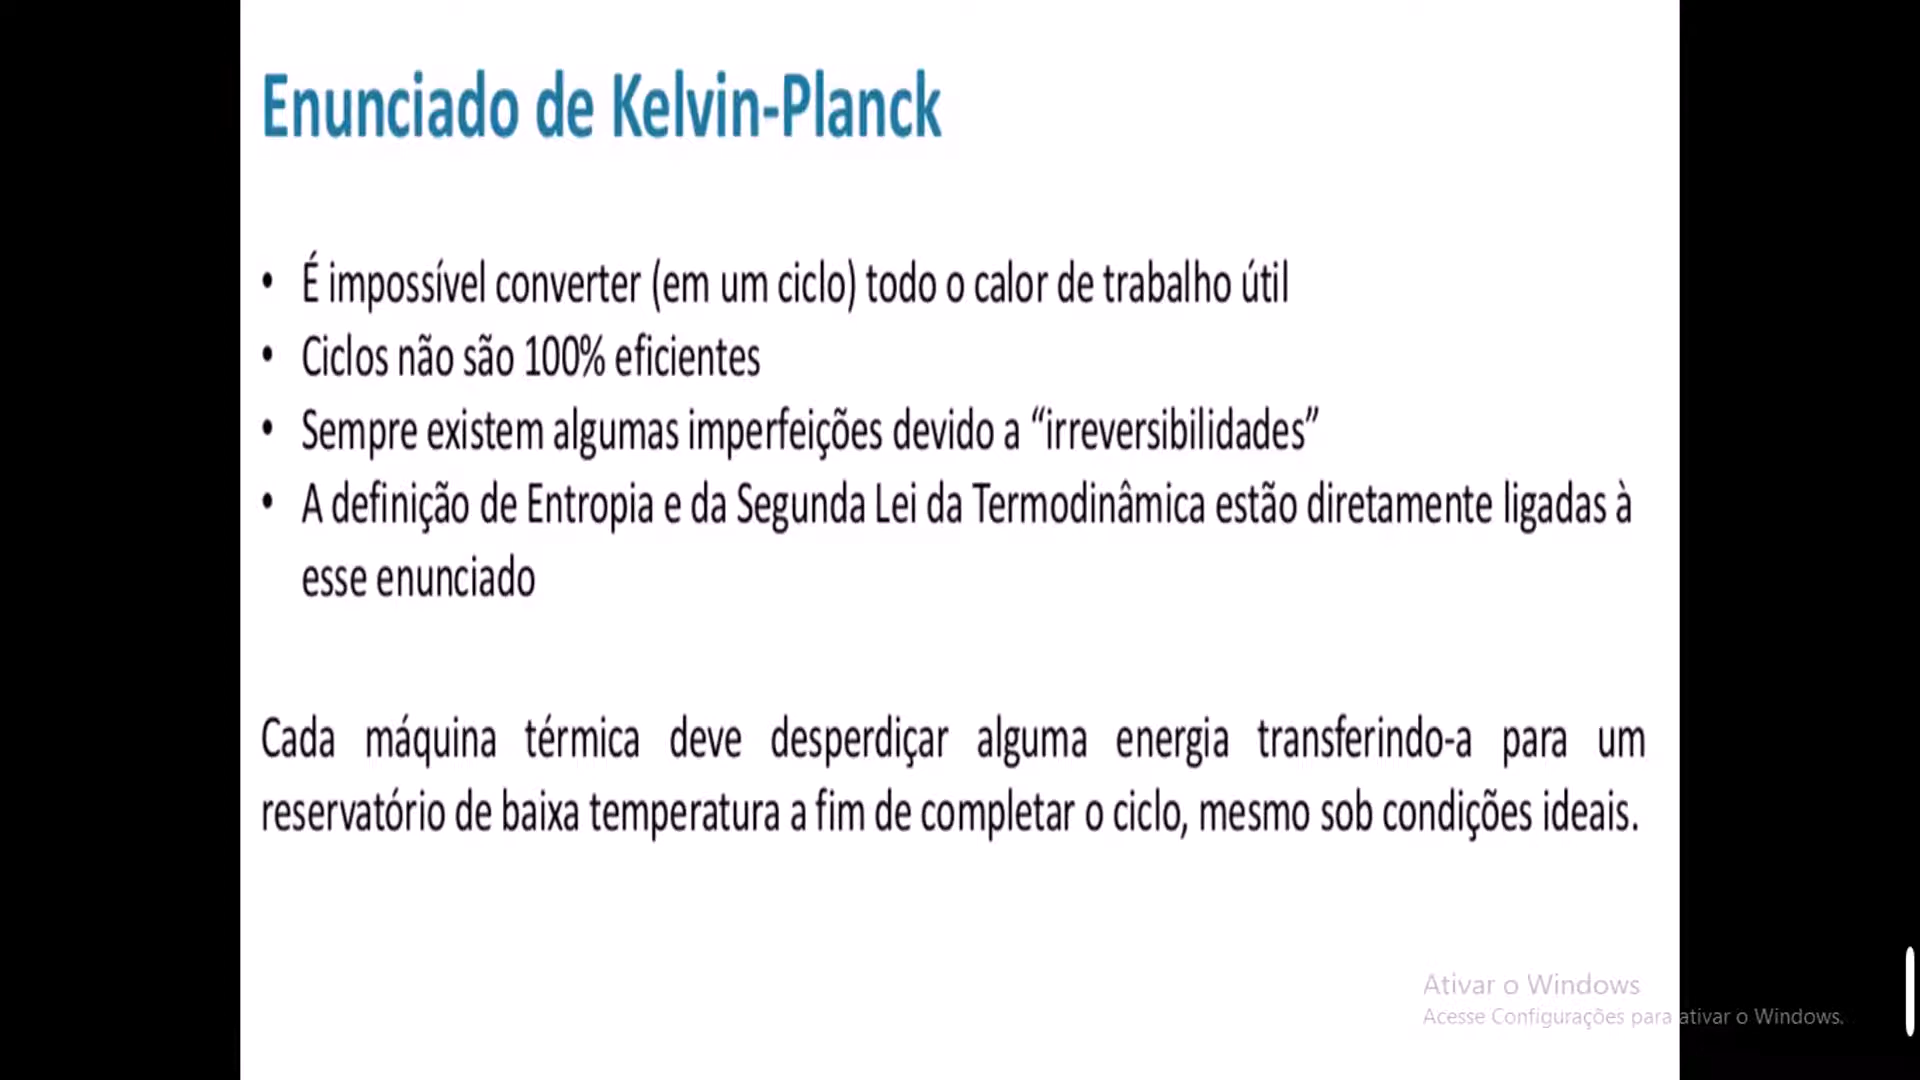 Enunciado de Kelvin-Planck
• É impossível converter (em um ciclo) todo o calor de trabalho útil
• Ciclos não são 100% eficientes
• Sempre existem algumas imperfeições devido a “irreversibilidades”
• A definição de Entropia e da Segunda Lei da Termodinâmica estão diretamente ligadas à
esse enunciado
Cada máquina térmica deve desperdiçar alguma energia transferindo-a para um
reservatório de baixa temperatura a fim de completar o ciclo, mesmo sob condições ideais.
Ativar o Windows
Acesse Configurações para ativar o Windows.